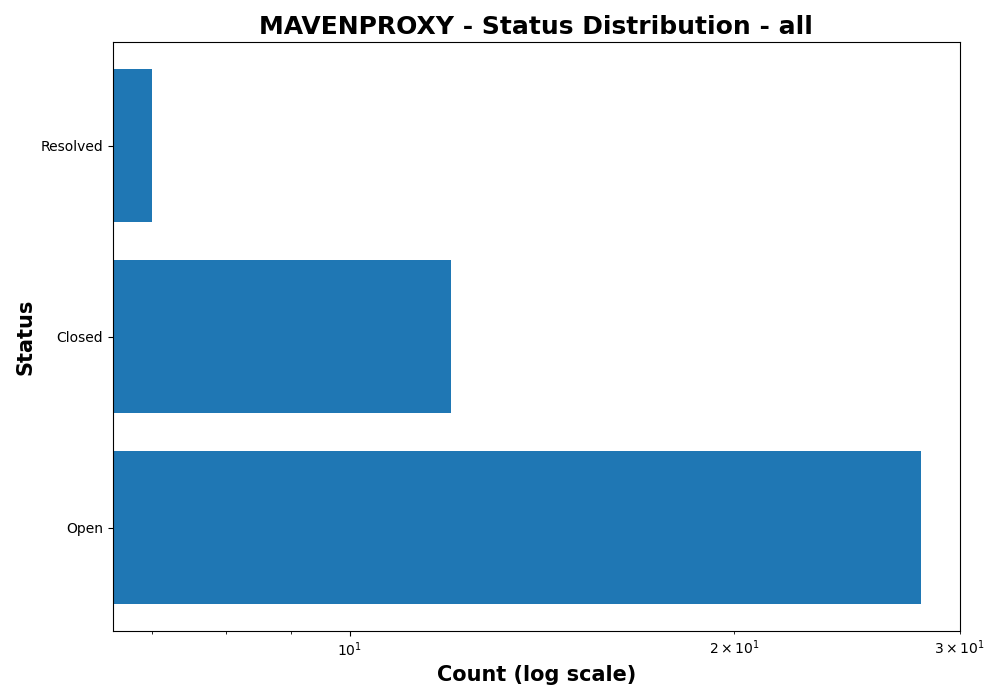 MAVENPROXY - Status Distribution - all
Status
Resolved
Closed
Open
10¹
2 × 10¹
3 × 10¹
Count (log scale)